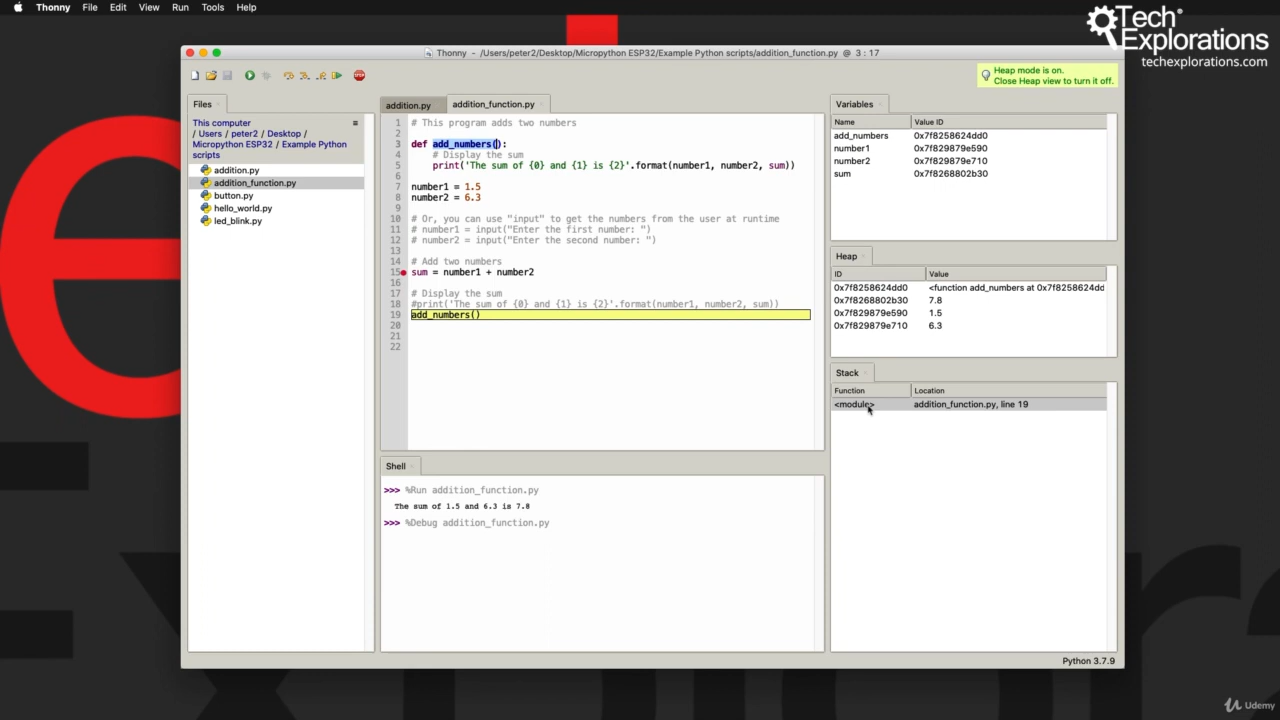 Thonny File Edit View Run Tools Help
Tech
Explorations
techexplorations.com
Thonny - /Users/peter2/Desktop/Micropython ESP32/Example Python scripts/addition_function.py @ 3 : 17
Heap mode is on.
Close Heap view to turn it off.
Files
This computer
/ Users / peter2 / Desktop /
Micropython ESP32 / Example Python
scripts
addition.py
addition_function.py
button.py
hello_world.py
led_blink.py
addition.py addition_function.py
1 # This program adds two numbers
2
3 def add_numbers():
4 # Display the sum
5 print('The sum of {0} and {1} is {2}'.format(number1, number2, sum))
6
7 number1 = 1.5
8 number2 = 6.3
9
10 # Or, you can use "input" to get the numbers from the user at runtime
11 # number1 = input("Enter the first number: ")
12 # number2 = input("Enter the second number: ")
13
14 # Add two numbers
15 sum = number1 + number2
16
17 # Display the sum
18 #print('The sum of {0} and {1} is {2}'.format(number1, number2, sum))
19 add_numbers()
20
21
22
Shell
>>> %Run addition_function.py
The sum of 1.5 and 6.3 is 7.8
>>> %Debug addition_function.py
Variables
Name Value ID
add_numbers 0x7f8258624dd0
number1 0x7f829879e590
number2 0x7f829879e710
sum 0x7f8268802b30
Heap
ID Value
0x7f8258624dd0 <function add_numbers at 0x7f8258624dd
0x7f8268802b30 7.8
0x7f829879e590 1.5
0x7f829879e710 6.3
Stack
Function Location
<module> addition_function.py, line 19
Python 3.7.9
Udemy